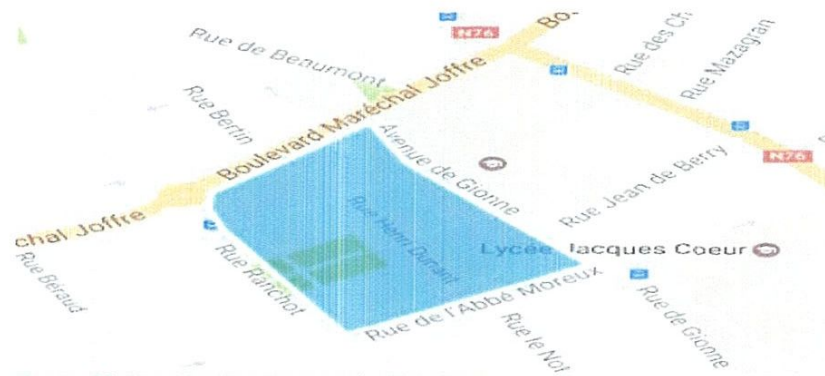 Bo
N76
Rue de Beaumont
Rue des Ch
Rue Mazagran
Rue Bertin
Boulevard Maréchal Joffre
Avenue de Gionne
N76
Rue Jean de Berry
chal Joffre
Rue Henri Dunant
Lycée Jacques Coeur
Rue Béraud
Rue Ranchot
Rue de l'Abbé Moreux
Rue le Not
Rue de Gionne